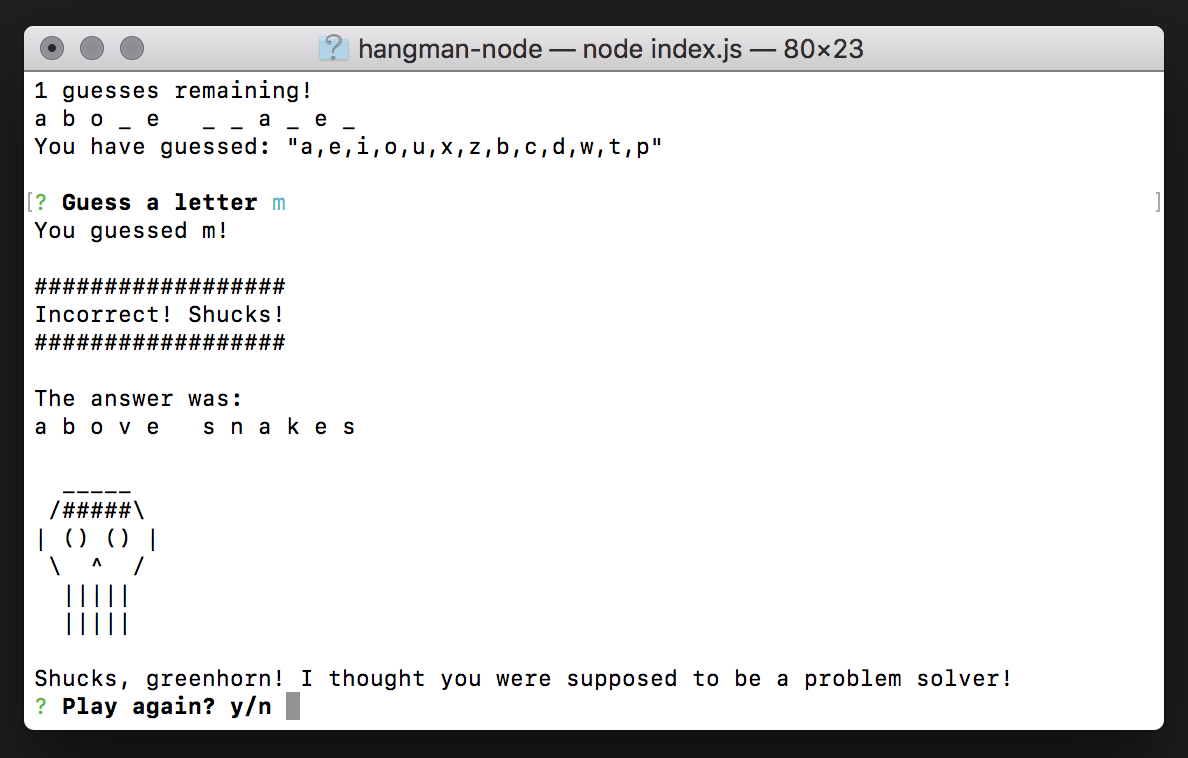 hangman-node — node index.js — 80×23
1 guesses remaining!
a b o _ e   _ _ a _ e _
You have guessed: "a,e,i,o,u,x,z,b,c,d,w,t,p"
[? Guess a letter m ]
You guessed m!
##################
Incorrect! Shucks!
##################
The answer was:
a b o v e   s n a k e s
  _____
 /#####\
| () () |
 \  ^  /
  |||||
  |||||
Shucks, greenhorn! I thought you were supposed to be a problem solver!
? Play again? y/n